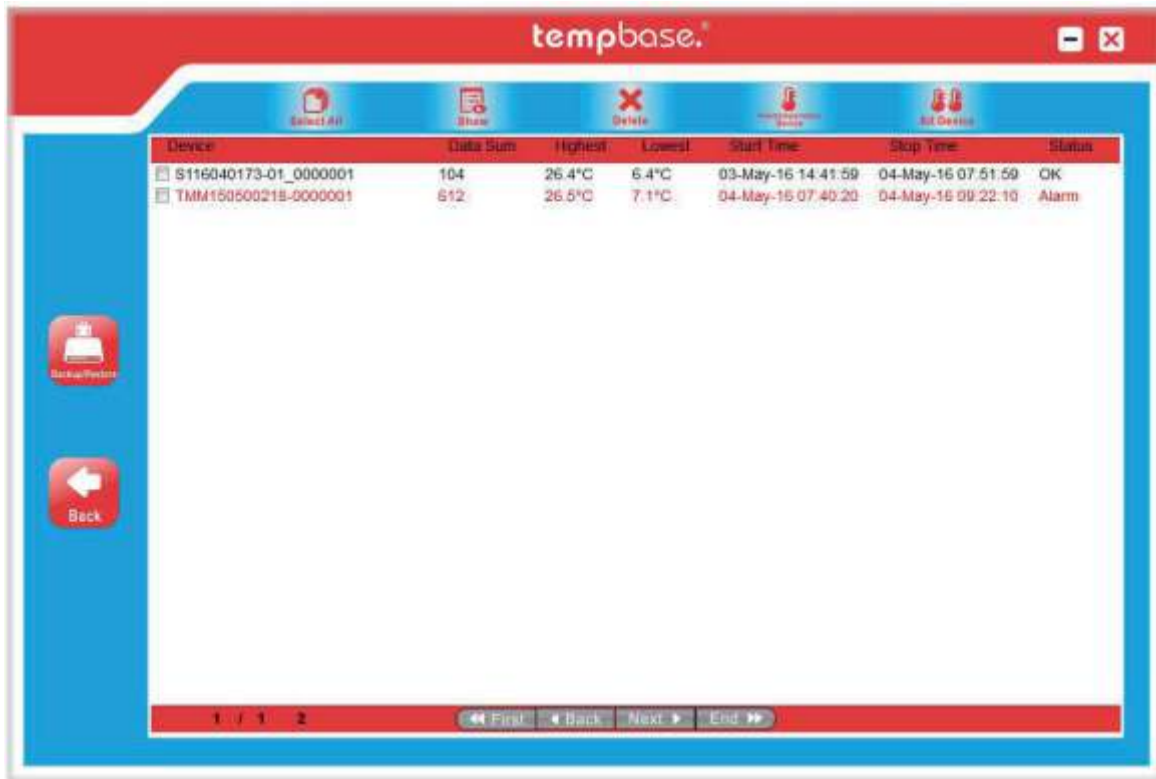 tempbase.®
Select All Show Delete Device All Device
Device Data Sum Highest Lowest Start Time Stop Time Status
S116040173-01_0000001 104 26.4°C 6.4°C 03-May-16 14:41:59 04-May-16 07:51:59 OK
TMM150500218-0000001 612 26.5°C 7.1°C 04-May-16 07:40:20 04-May-16 09:22:10 Alarm
Backup/Restore
Back
1 / 1 2 First Back Next End